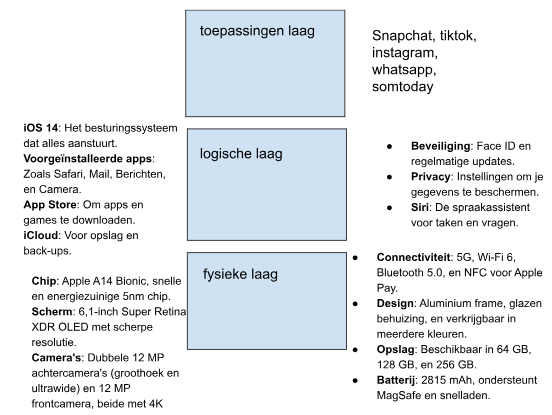 toepassingen laag
Snapchat, tiktok,
instagram,
whatsapp,
somtoday
iOS 14: Het besturingssysteem
dat alles aanstuurt.
Voorgeïnstalleerde apps:
Zoals Safari, Mail, Berichten,
en Camera.
App Store: Om apps en
games te downloaden.
iCloud: Voor opslag en
back-ups.
logische laag
● Beveiliging: Face ID en
regelmatige updates.
● Privacy: Instellingen om je
gegevens te beschermen.
● Siri: De spraakassistent
voor taken en vragen.
Chip: Apple A14 Bionic, snelle
en energiezuinige 5nm chip.
Scherm: 6,1-inch Super Retina
XDR OLED met scherpe
resolutie.
Camera's: Dubbele 12 MP
achtercamera's (groothoek en
ultrawide) en 12 MP
frontcamera, beide met 4K
fysieke laag
● Connectiviteit: 5G, Wi-Fi 6,
Bluetooth 5.0, en NFC voor Apple
Pay.
● Design: Aluminium frame, glazen
behuizing, en verkrijgbaar in
meerdere kleuren.
● Opslag: Beschikbaar in 64 GB,
128 GB, en 256 GB.
● Batterij: 2815 mAh, ondersteunt
MagSafe en snelladen.